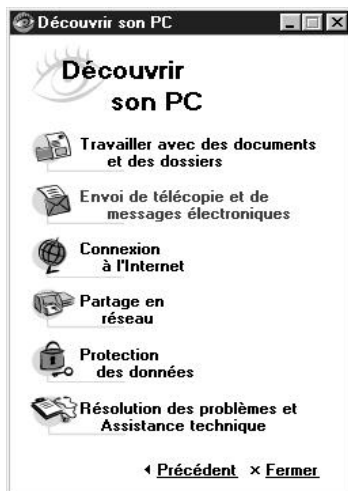 Découvrir son PC
Découvrir
son PC
Travailler avec des documents
et des dossiers
Envoi de télécopie et de
messages électroniques
Connexion
à l'Internet
Partage en
réseau
Protection
des données
Résolution des problèmes et
Assistance technique
Précédent × Fermer